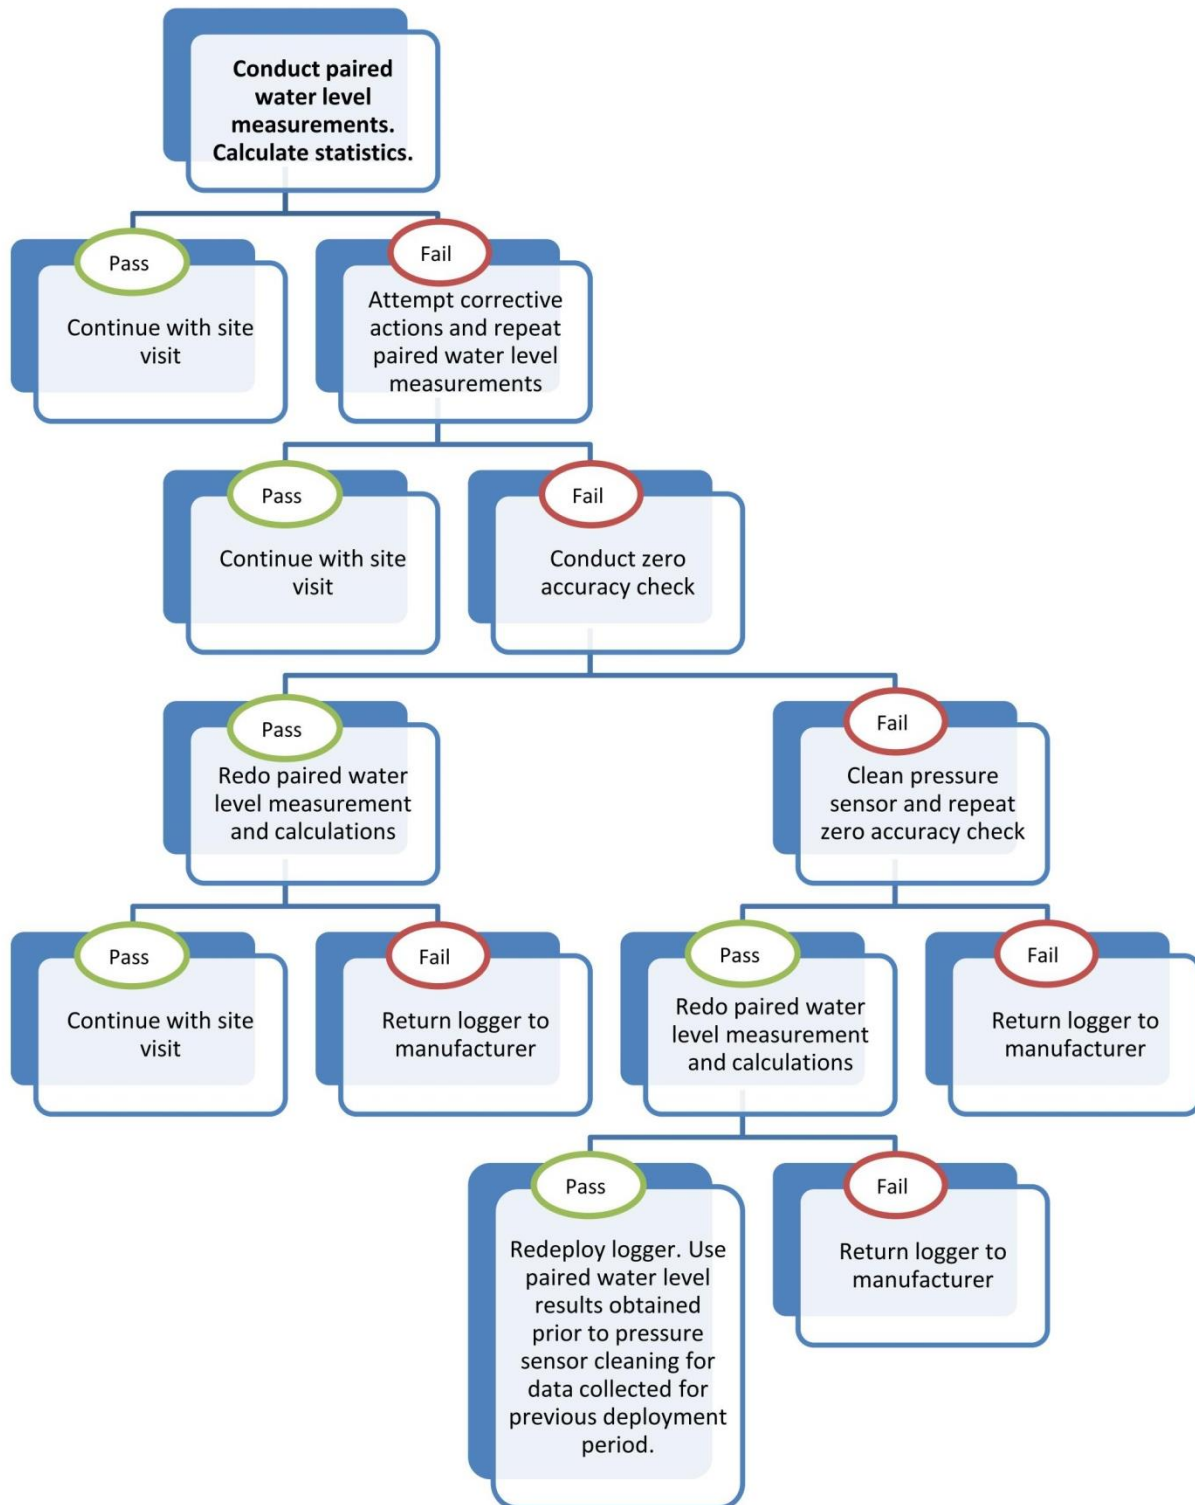 Conduct paired
water level
measurements.
Calculate statistics.
Pass
Continue with site
visit
Fail
Attempt corrective
actions and repeat
paired water level
measurements
Pass
Continue with site
visit
Fail
Conduct zero
accuracy check
Pass
Redo paired water
level measurement
and calculations
Fail
Clean pressure
sensor and repeat
zero accuracy check
Pass
Continue with site
visit
Fail
Return logger to
manufacturer
Pass
Redo paired water
level measurement
and calculations
Fail
Return logger to
manufacturer
Pass
Redeploy logger. Use
paired water level
results obtained
prior to pressure
sensor cleaning for
data collected for
previous deployment
period.
Fail
Return logger to
manufacturer